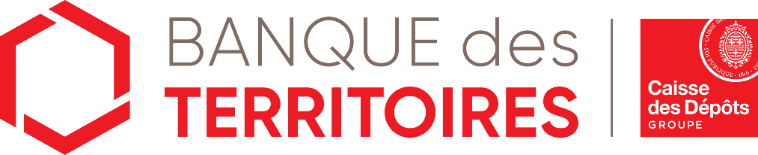 BANQUE des
TERRITOIRES
Caisse
des Dépôts
GROUPE